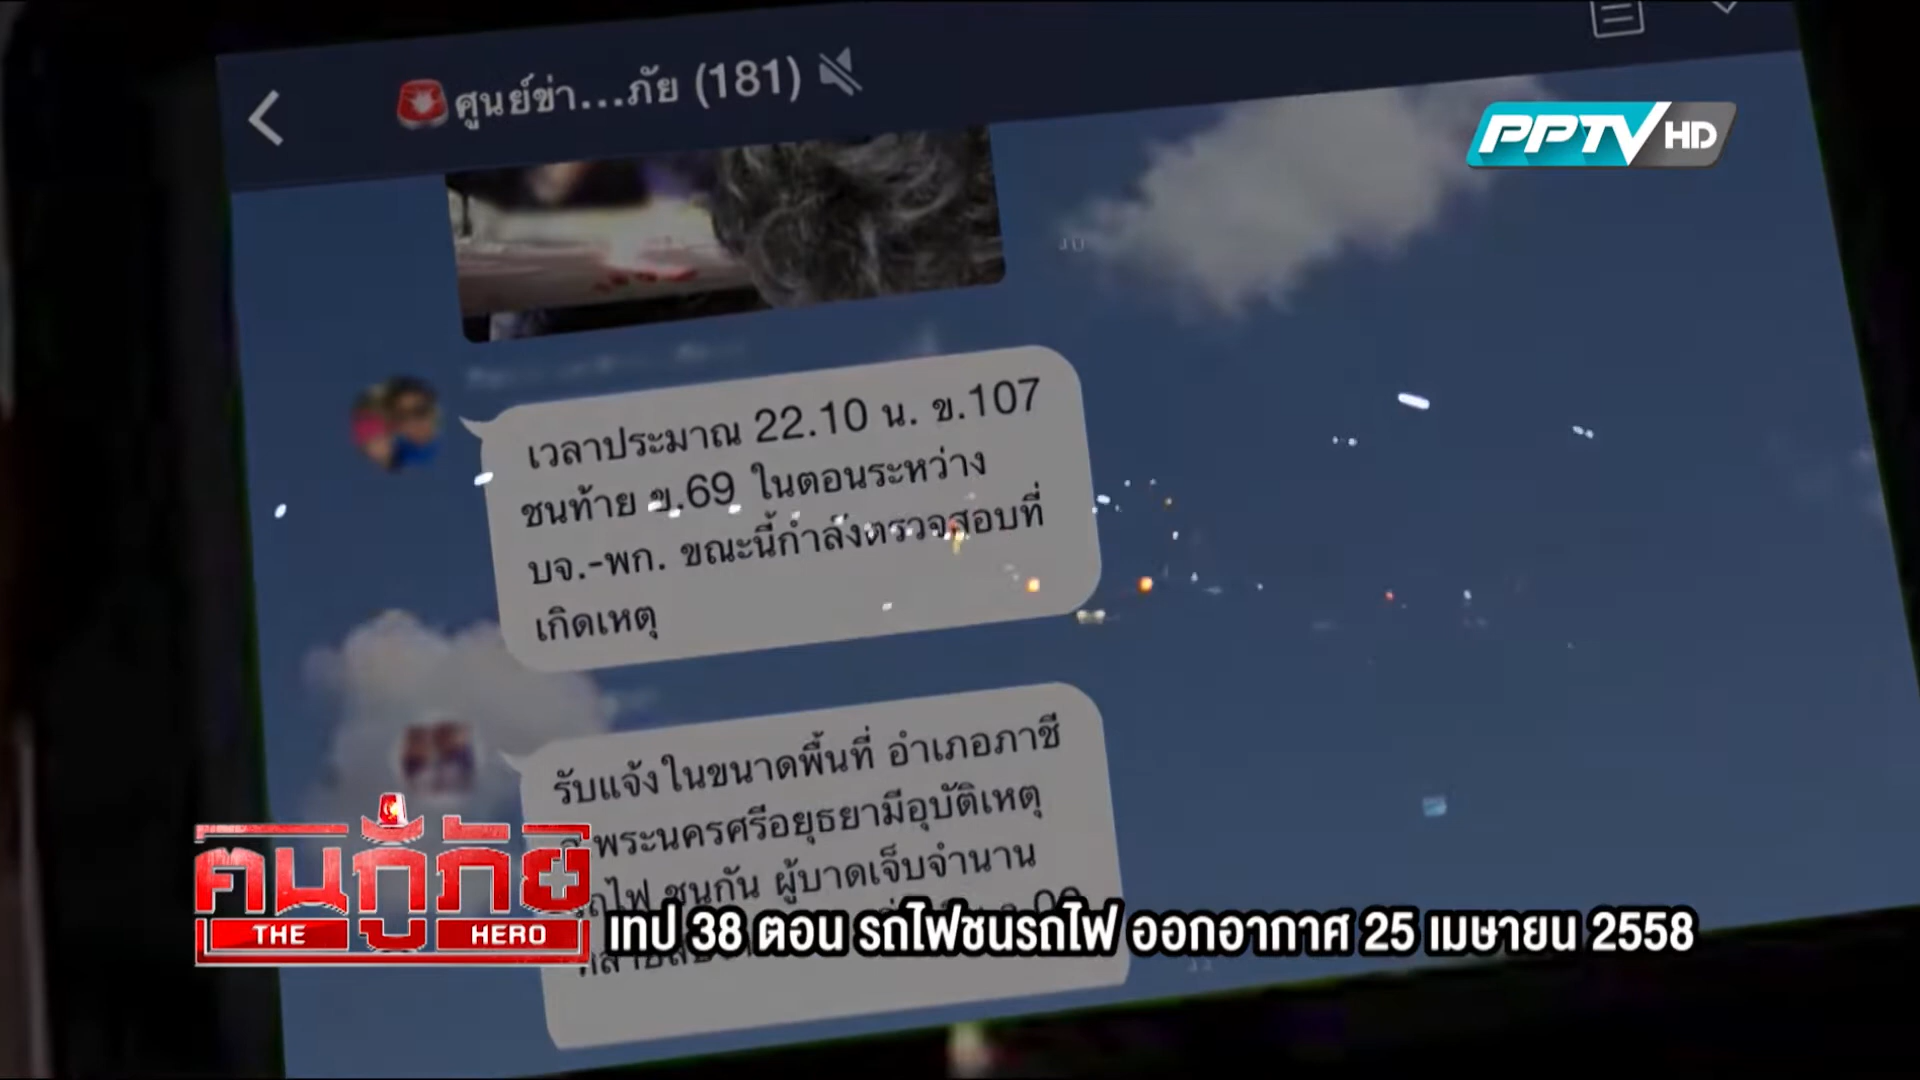 ศูนย์ข่า...ภัย (181)
PPTV HD
เวลาประมาณ 22.10 น. ข.107
ชนท้าย ข.69 ในตอนระหว่าง
บจ.-พก. ขณะนี้กำลังตรวจสอบที่
เกิดเหตุ
รับแจ้งในขนาดพื้นที่ อำเภอภาชี
พระนครศรีอยุธยามีอุบัติเหตุ
รถไฟ ชนกัน ผู้บาดเจ็บจำนวน
คนกู้ภัย
THE HERO
เทป 38 ตอน รถไฟชนรถไฟ ออกอากาศ 25 เมษายน 2558